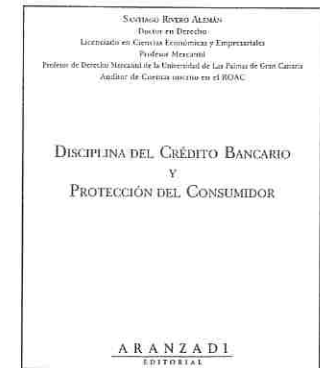 SANTIAGO RIVERO ALEMÁN
Doctor en Derecho
Licenciado en Ciencias Económicas y Empresariales
Profesor Mercantil
Profesor de Derecho Mercantil de la Universidad de Las Palmas de Gran Canaria
Auditor de Cuentas inscrito en el ROAC
DISCIPLINA DEL CRÉDITO BANCARIO
Y
PROTECCIÓN DEL CONSUMIDOR
ARANZADI
EDITORIAL